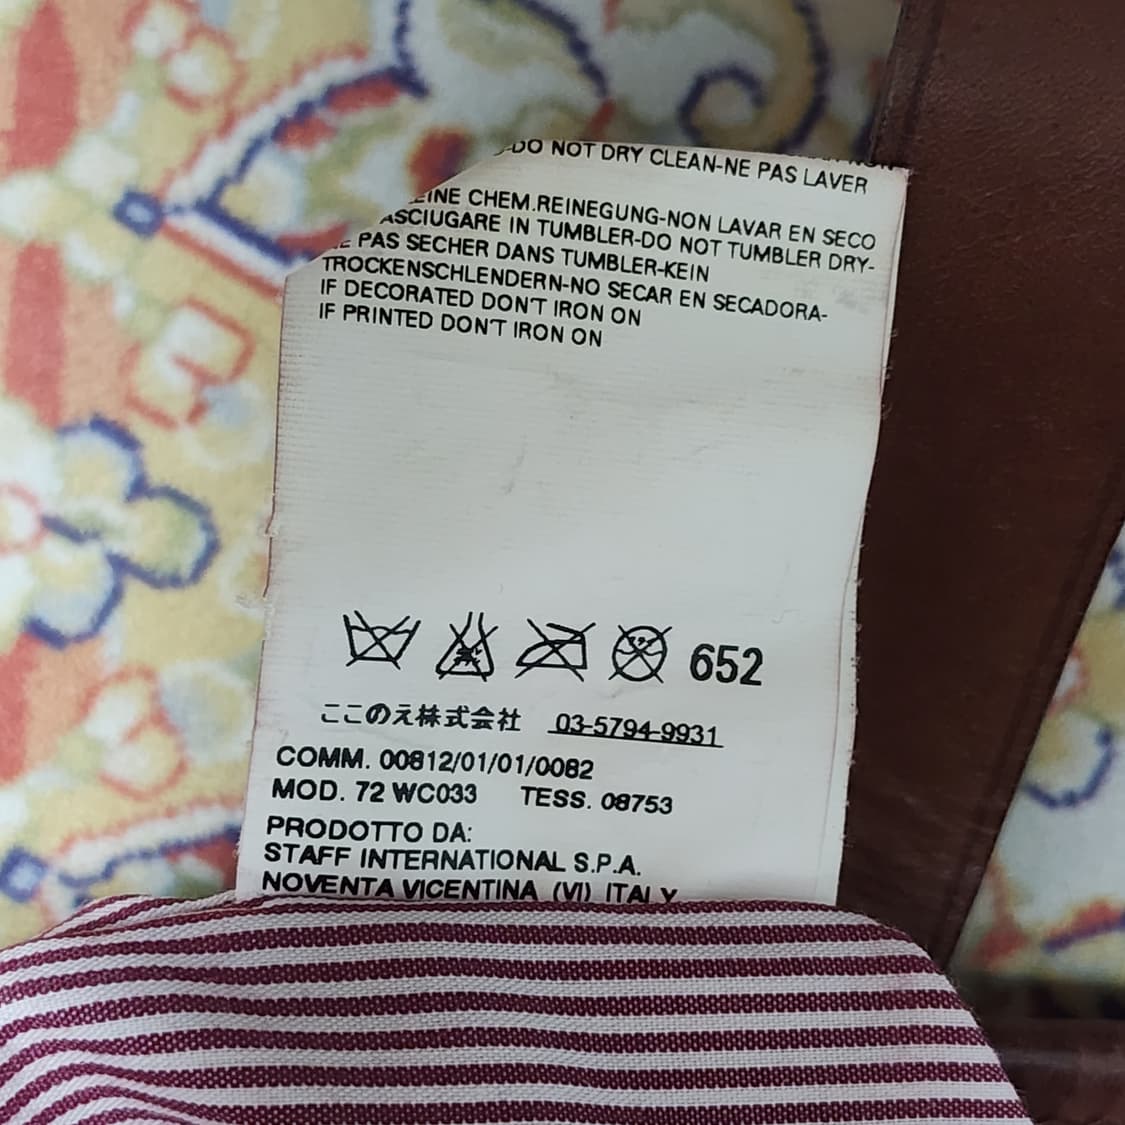 DO NOT DRY CLEAN-NE PAS LAVER
CHEM.REINEGUNG-NON LAVAR EN SECO
ASCIUGARE IN TUMBLER-DO NOT TUMBLER DRY-
PAS SECHER DANS TUMBLER-KEIN
TROCKENSCHLENDERN-NO SECAR EN SECADORA-
IF DECORATED DON'T IRON ON
IF PRINTED DON'T IRON ON
652
ここのえ株式会社 03-5794-9931
COMM. 00812/01/01/0082
MOD. 72 WC033 TESS. 08753
PRODOTTO DA:
STAFF INTERNATIONAL S.P.A.
NOVENTA VICENTINA (VI) ITALY